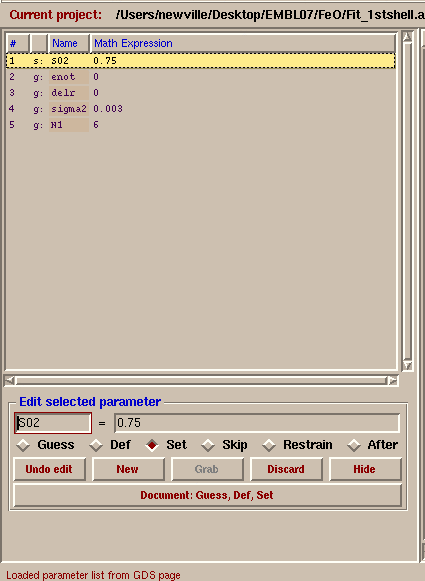 Current project: /Users/newville/Desktop/EMBL07/FeO/Fit_1stshell.a
# Name Math Expression
1 s: S02 0.75
2 g: enot 0
3 g: delr 0
4 g: sigma2 0.003
5 g: N1 6
Edit selected parameter
S02 = 0.75
Guess Def Set Skip Restrain After
Undo edit New Grab Discard Hide
Document: Guess, Def, Set
Loaded parameter list from GDS page